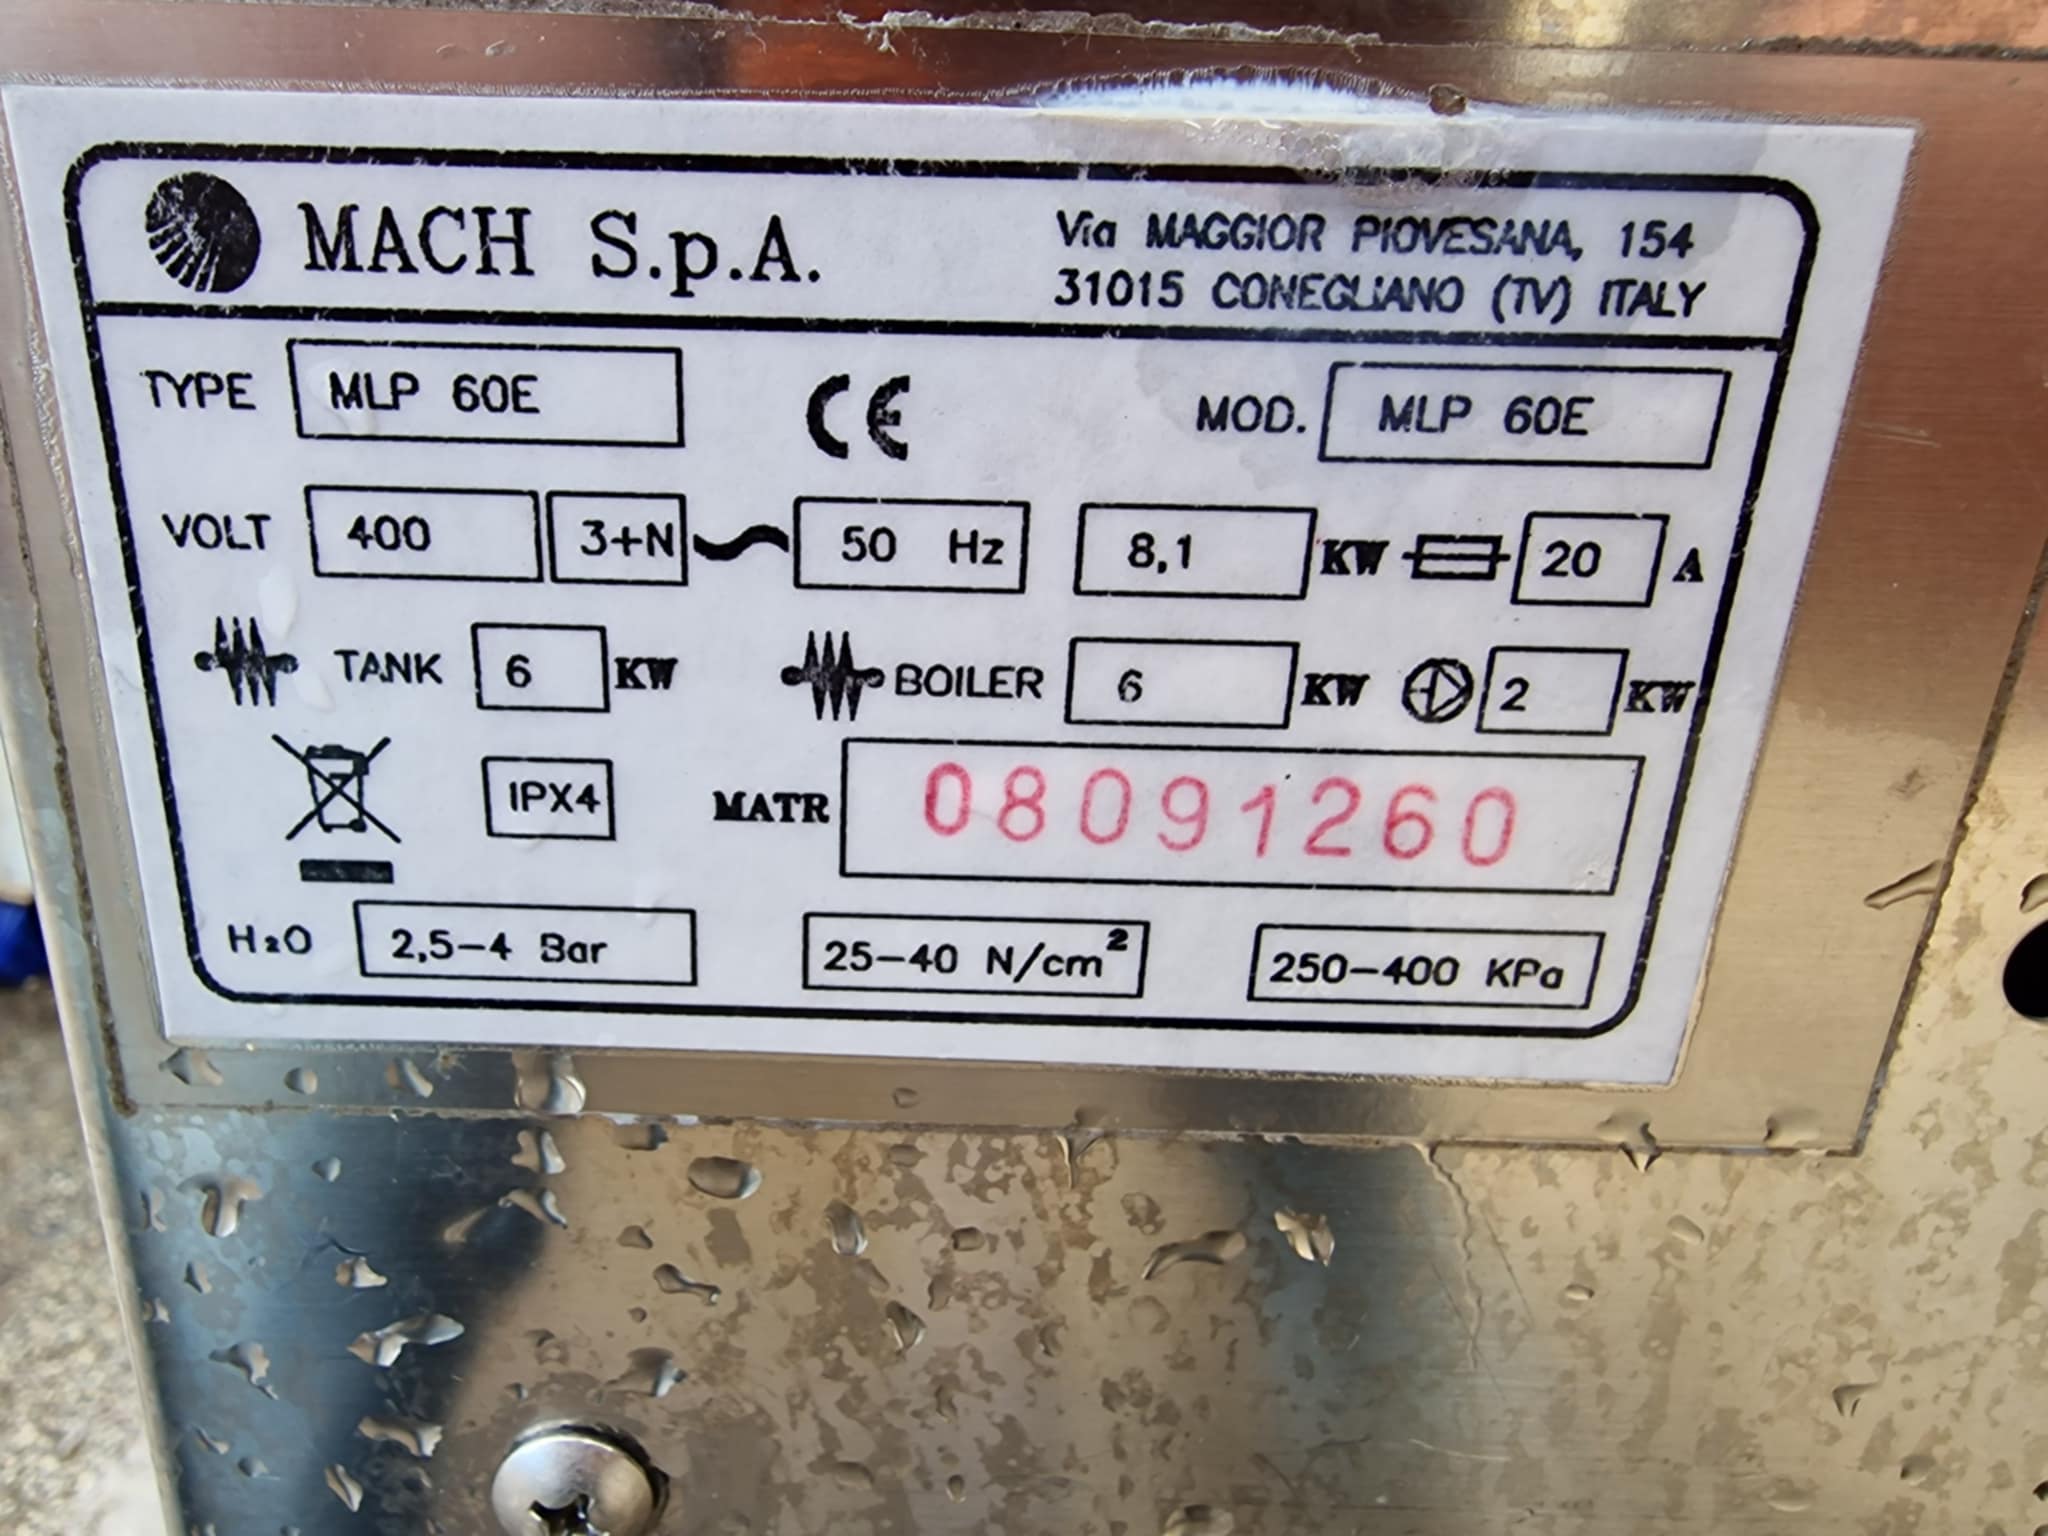 MACH S.p.A.
Via MAGGIOR PIOVESANA, 154
31015 CONEGLIANO (TV) ITALY
TYPE MLP 60E CE MOD. MLP 60E
VOLT 400 3+N 50 Hz 8,1 KW 20 A
TANK 6 KW BOILER 6 KW 2 KW
IPX4 MATR 08091260
H2O 2,5-4 Bar 25-40 N/cm² 250-400 KPa